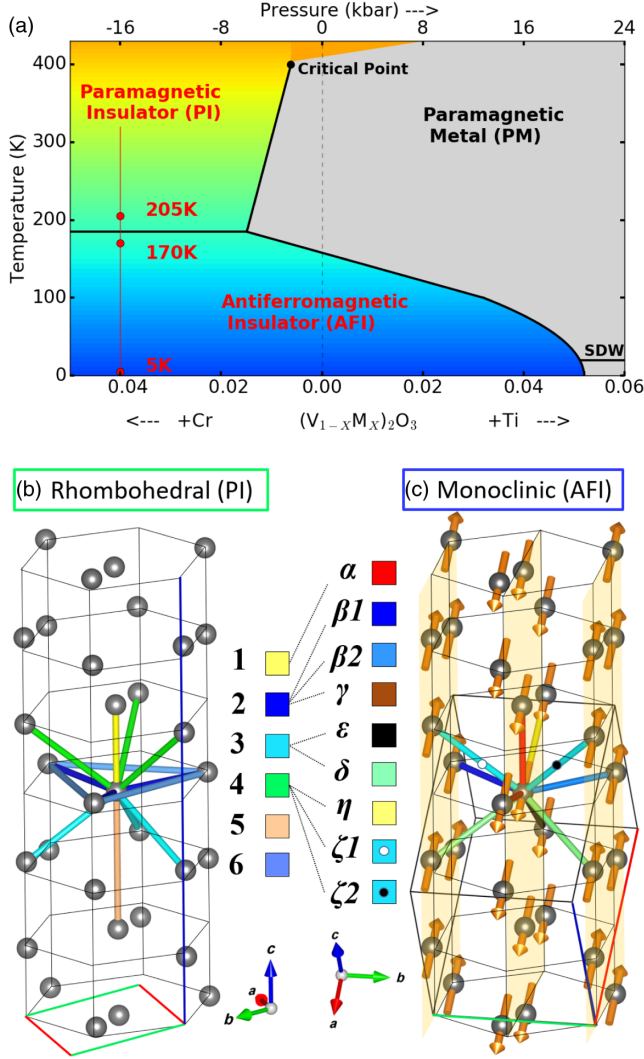 (a)
Pressure (kbar) --->
-16 -8 0 8 16 24
400
300
200
100
0
Temperature (K)
Critical Point
Paramagnetic
Insulator (PI)
Paramagnetic
Metal (PM)
205K
170K
Antiferromagnetic
Insulator (AFI)
5K
SDW
0.04 0.02 0.00 0.02 0.04 0.06
<--- +Cr (V1-XMX)2O3 +Ti --->
(b) Rhombohedral (PI)
(c) Monoclinic (AFI)
1
2
3
4
5
6
α
β1
β2
γ
ε
δ
η
ζ1
ζ2
c
a
b
c
b
a